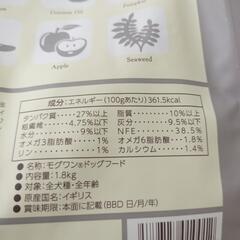 Coconut Oil
Pumpkin
Apple
Seaweed
成分：エネルギー（100gあたり）361.5kcal
タンパク質 ……27%以上 脂質 ……10%以上
粗繊維 ……4.75%以下 灰分 ……9.5%以下
水分 ……9%以下 NFE ……38.5%
オメガ3脂肪酸 ……1% オメガ6脂肪酸 …1.8%
リン ……1% カルシウム ……1.4%
●名称：モグワン®ドッグフード
●内容量：1.8kg
●対象：全犬種・全年齢
●原産国名：イギリス
●賞味期限：本面に記載（BBD 日/月/年）